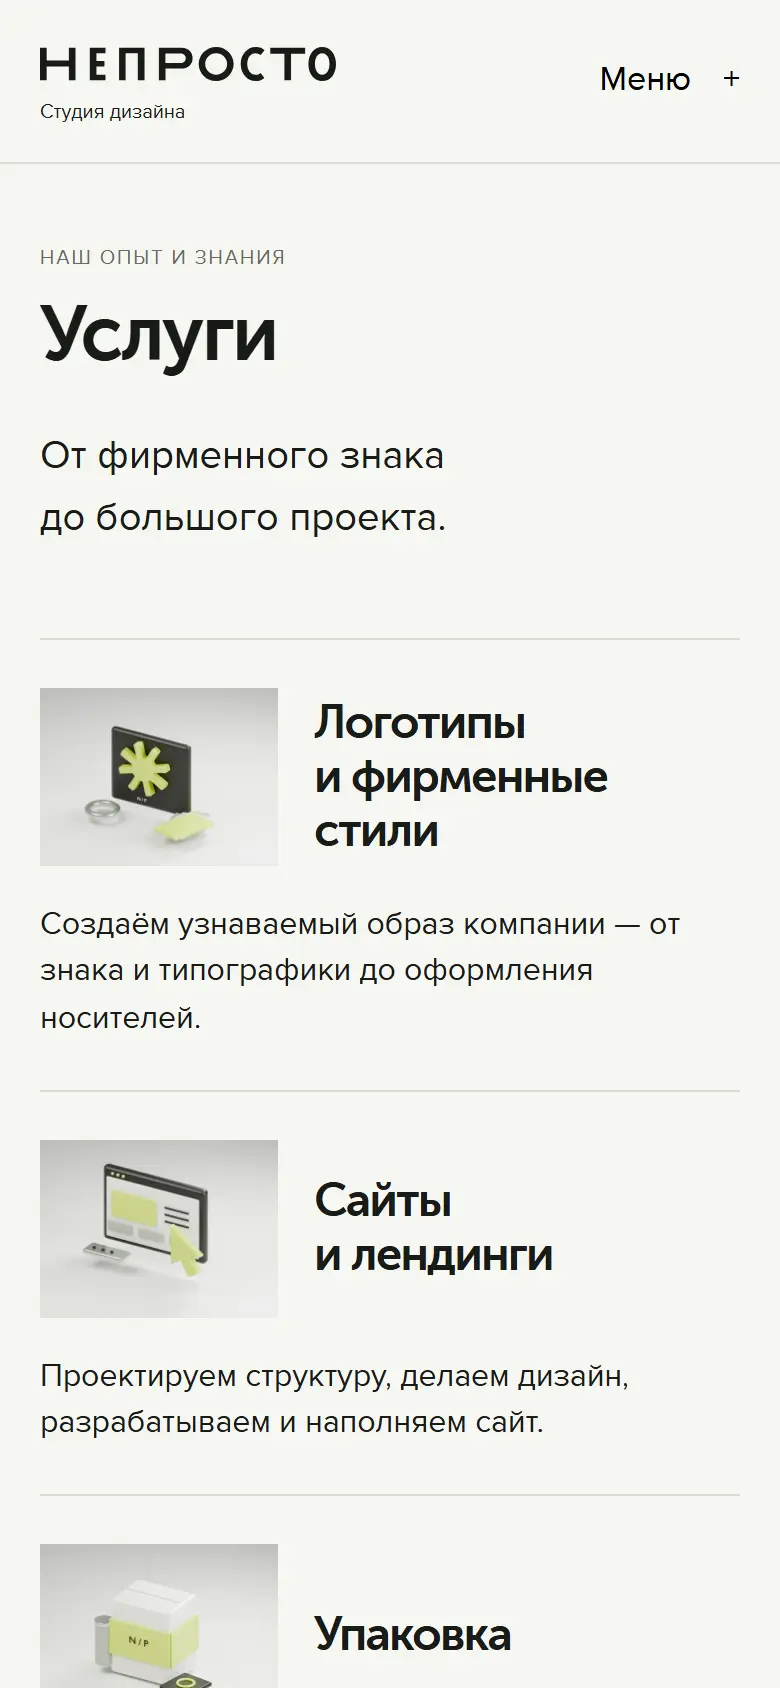 НЕПРОСТО
Студия дизайна
Меню +
НАШ ОПЫТ И ЗНАНИЯ
Услуги
От фирменного знака
до большого проекта.
N/P
Логотипы
и фирменные
стили
Создаём узнаваемый образ компании — от
знака и типографики до оформления
носителей.
Сайты
и лендинги
Проектируем структуру, делаем дизайн,
разрабатываем и наполняем сайт.
N/P
Упаковка